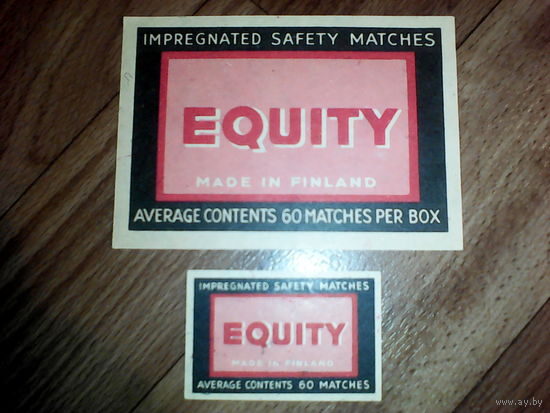 IMPREGNATED SAFETY MATCHES
EQUITY
MADE IN FINLAND
AVERAGE CONTENTS 60 MATCHES PER BOX
IMPREGNATED SAFETY MATCHES
EQUITY
MADE IN FINLAND
AVERAGE CONTENTS 60 MATCHES
www.ay.by